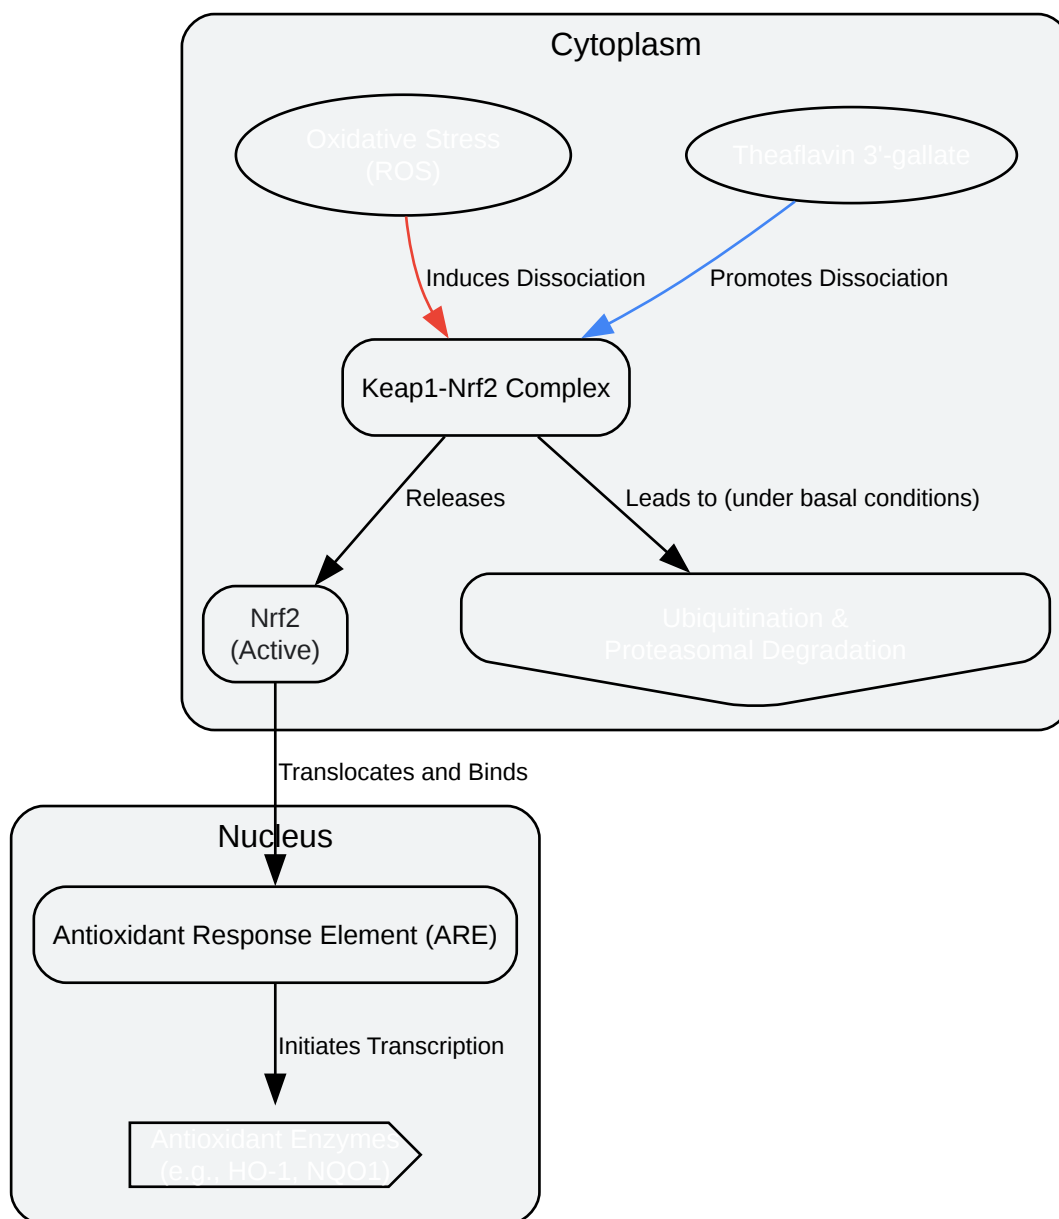 Cytoplasm
Oxidative Stress
(ROS)
Theaflavin 3'-gallate
Induces Dissociation
Promotes Dissociation
Keap1-Nrf2 Complex
Releases
Leads to (under basal conditions)
Nrf2
(Active)
Ubiquitination &
Proteasomal Degradation
Translocates and Binds
Nucleus
Antioxidant Response Element (ARE)
Initiates Transcription
Antioxidant Enzymes
(e.g., HO-1, NQO1)